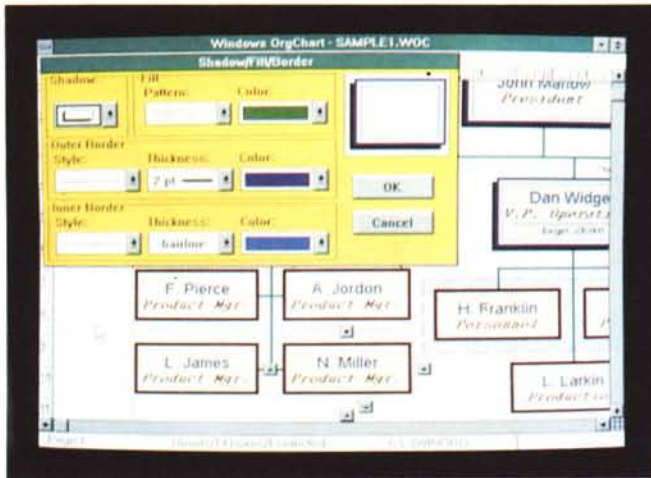 Windows OrgChart - SAMPLE1.WOC
Shadow/Fill/Border
Shadow:
Fill
Pattern:
Color:
Outer Border
Style:
Thickness:
Color:
2 pt
Inner Border
Style:
Thickness:
Color:
hairline
OK
Cancel
John Marlow
President
Dan Widge
V.P. Operati
F. Pierce
Product Mgr.
A. Jordon
Product Mgr.
H. Franklin
Personnel
P
L. James
Product Mgr.
N. Miller
Product Mgr.
L. Larkin
Productio